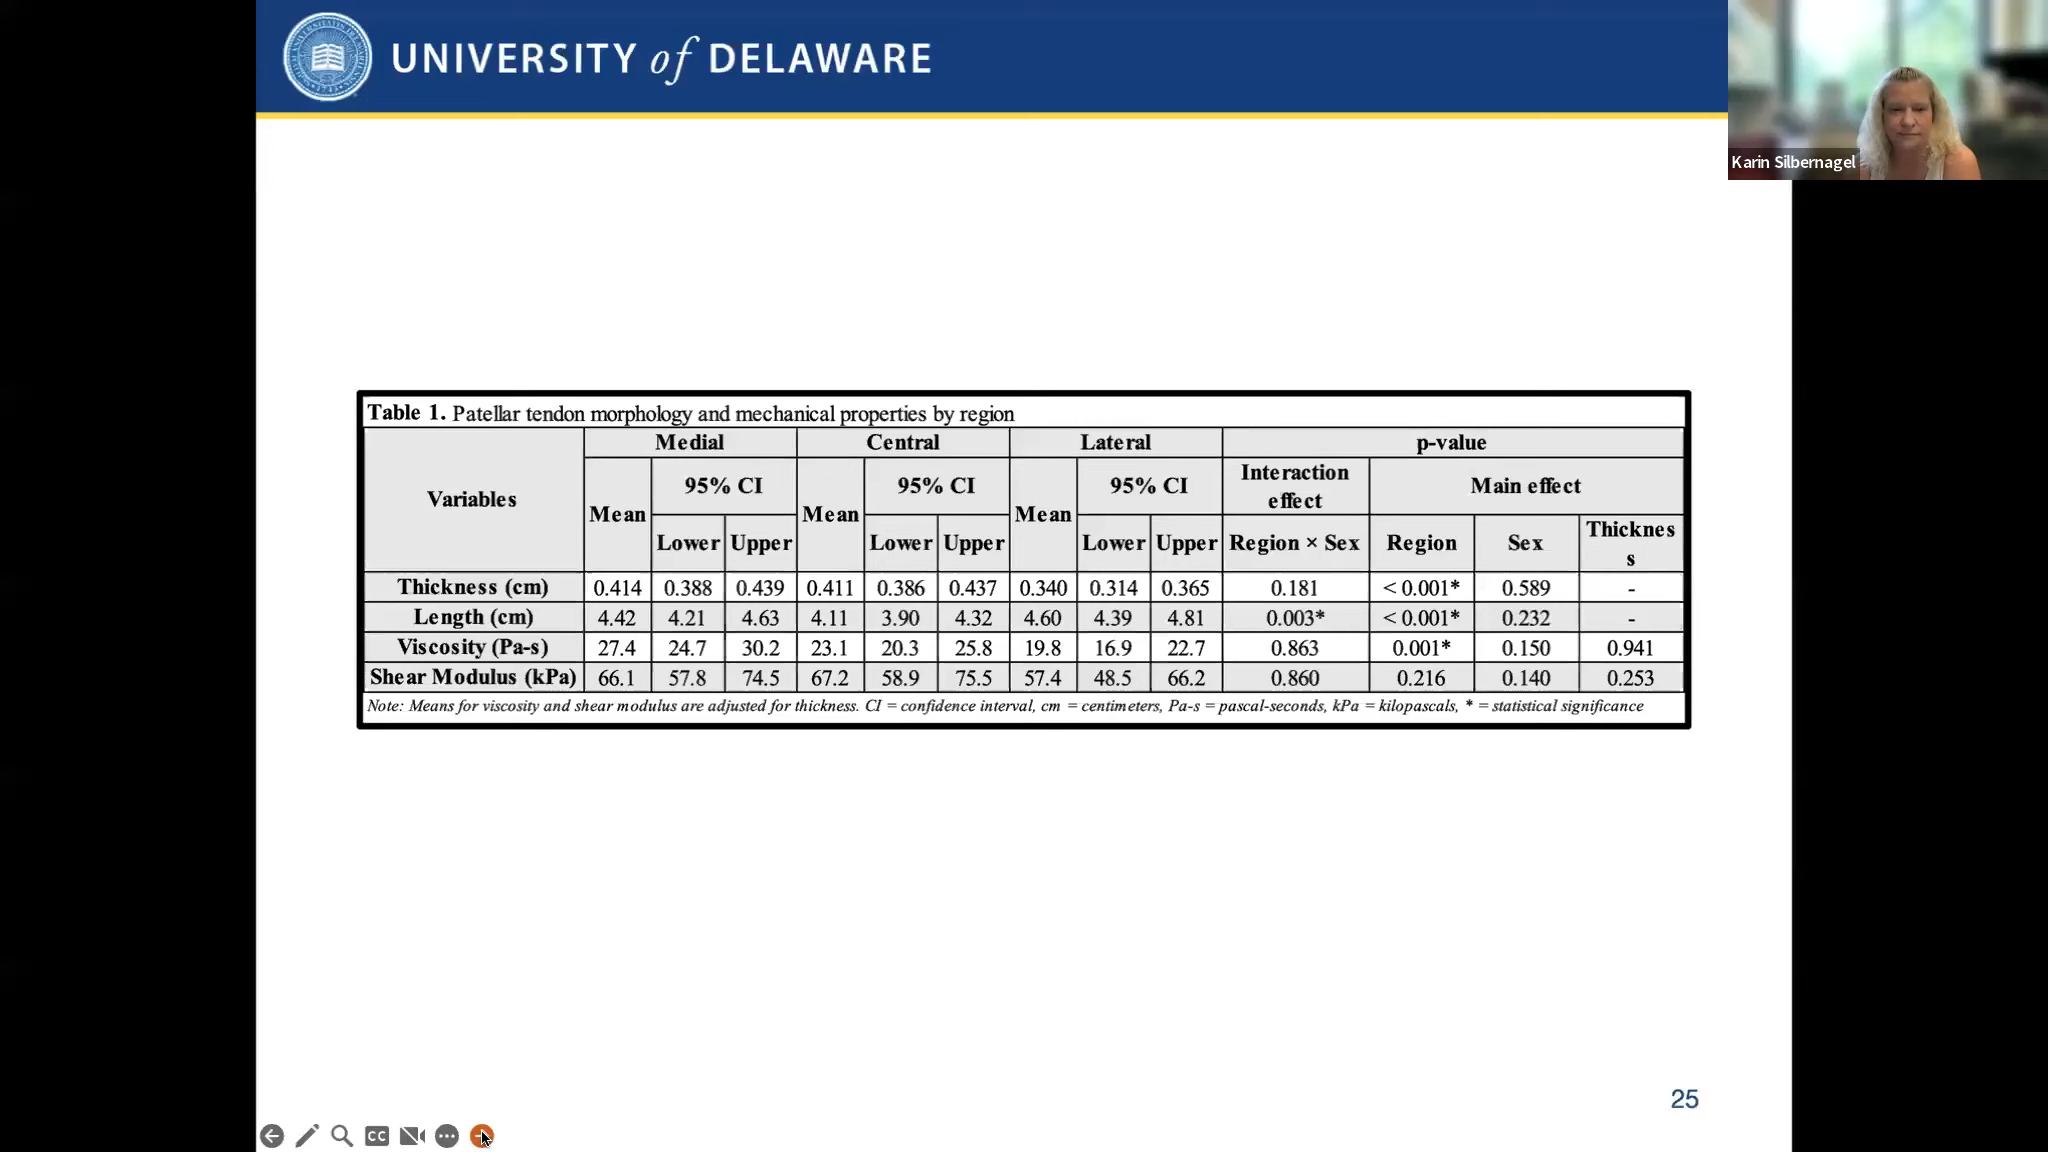 UNIVERSITY of DELAWARE
Karin Silbernagel
Table 1. Patellar tendon morphology and mechanical properties by region
Variables Medial Central Lateral p-value
Mean 95% CI Mean 95% CI Mean 95% CI Interaction effect Main effect
Lower Upper Lower Upper Lower Upper Region × Sex Region Sex Thicknes
s
Thickness (cm) 0.414 0.388 0.439 0.411 0.386 0.437 0.340 0.314 0.365 0.181 < 0.001* 0.589 -
Length (cm) 4.42 4.21 4.63 4.11 3.90 4.32 4.60 4.39 4.81 0.003* < 0.001* 0.232 -
Viscosity (Pa-s) 27.4 24.7 30.2 23.1 20.3 25.8 19.8 16.9 22.7 0.863 0.001* 0.150 0.941
Shear Modulus (kPa) 66.1 57.8 74.5 67.2 58.9 75.5 57.4 48.5 66.2 0.860 0.216 0.140 0.253
Note: Means for viscosity and shear modulus are adjusted for thickness. CI = confidence interval, cm = centimeters, Pa-s = pascal-seconds, kPa = kilopascals, * = statistical significance
25
CC